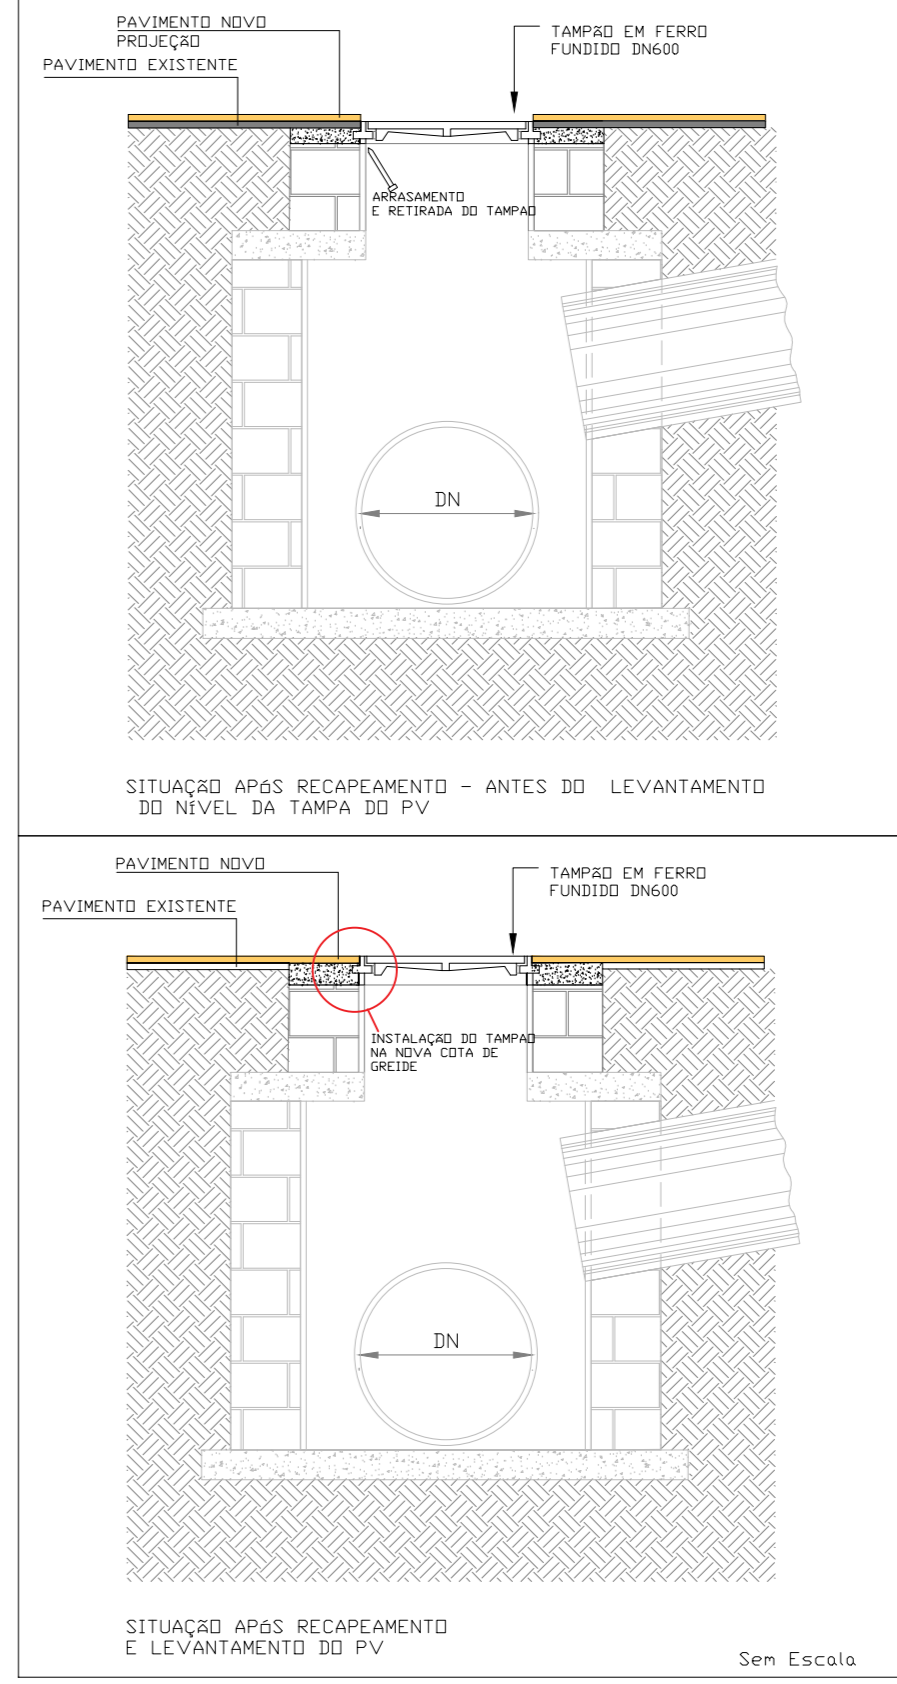 PAVIMENTO NOVO
PROJEÇÃO
PAVIMENTO EXISTENTE
TAMPÃO EM FERRO
FUNDIDO DN600
ARRASAMENTO
E RETIRADA DO TAMPAO
DN
SITUAÇÃO APóS RECAPEAMENTO - ANTES DO LEVANTAMENTO
DO NíVEL DA TAMPA DO PV
PAVIMENTO NOVO
PAVIMENTO EXISTENTE
TAMPÃO EM FERRO
FUNDIDO DN600
INSTALAÇÃO DO TAMPAO
NA NOVA COTA DE
GREIDE
DN
SITUAÇÃO APóS RECAPEAMENTO
E LEVANTAMENTO DO PV
Sem Escala